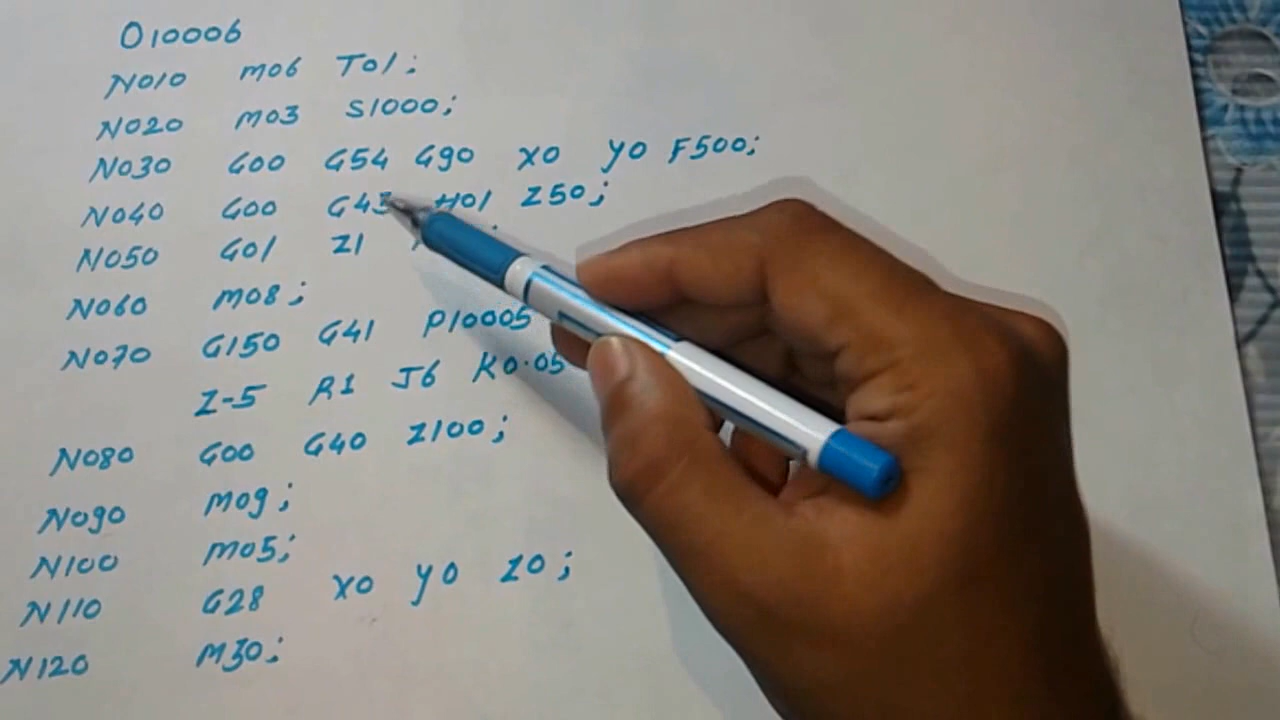 O10006
N010 M06 T01;
N020 M03 S1000;
N030 G00 G54 G90 X0 Y0 F500;
N040 G00 G43 H01 Z50;
N050 G01 Z1
N060 M08;
N070 G150 G41 P10005
Z-5 R1 J6 K0.05
N080 G00 G40 Z100;
N090 M09;
N100 M05;
N110 G28 X0 Y0 Z0;
N120 M30;